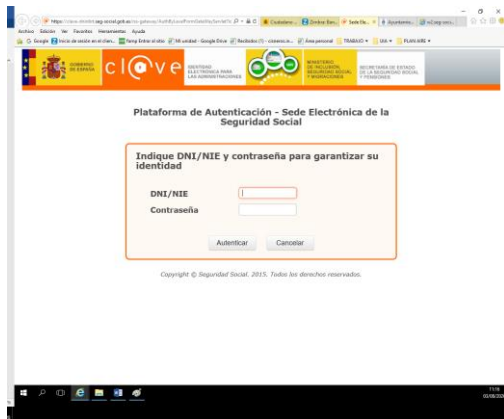 Archivo Edición Ver Favoritos Herramientas Ayuda
GOBIERNO DE ESPAÑA
cl@ve
IDENTIDAD
ELECTRÓNICA PARA
LAS ADMINISTRACIONES
MINISTERIO
DE INCLUSIÓN,
SEGURIDAD SOCIAL
Y MIGRACIONES
SECRETARÍA DE ESTADO
DE LA SEGURIDAD SOCIAL
Y PENSIONES
Plataforma de Autenticación - Sede Electrónica de la
Seguridad Social
Indique DNI/NIE y contraseña para garantizar su
identidad
DNI/NIE
Contraseña
Autenticar Cancelar
Copyright © Seguridad Social. 2015. Todos los derechos reservados.